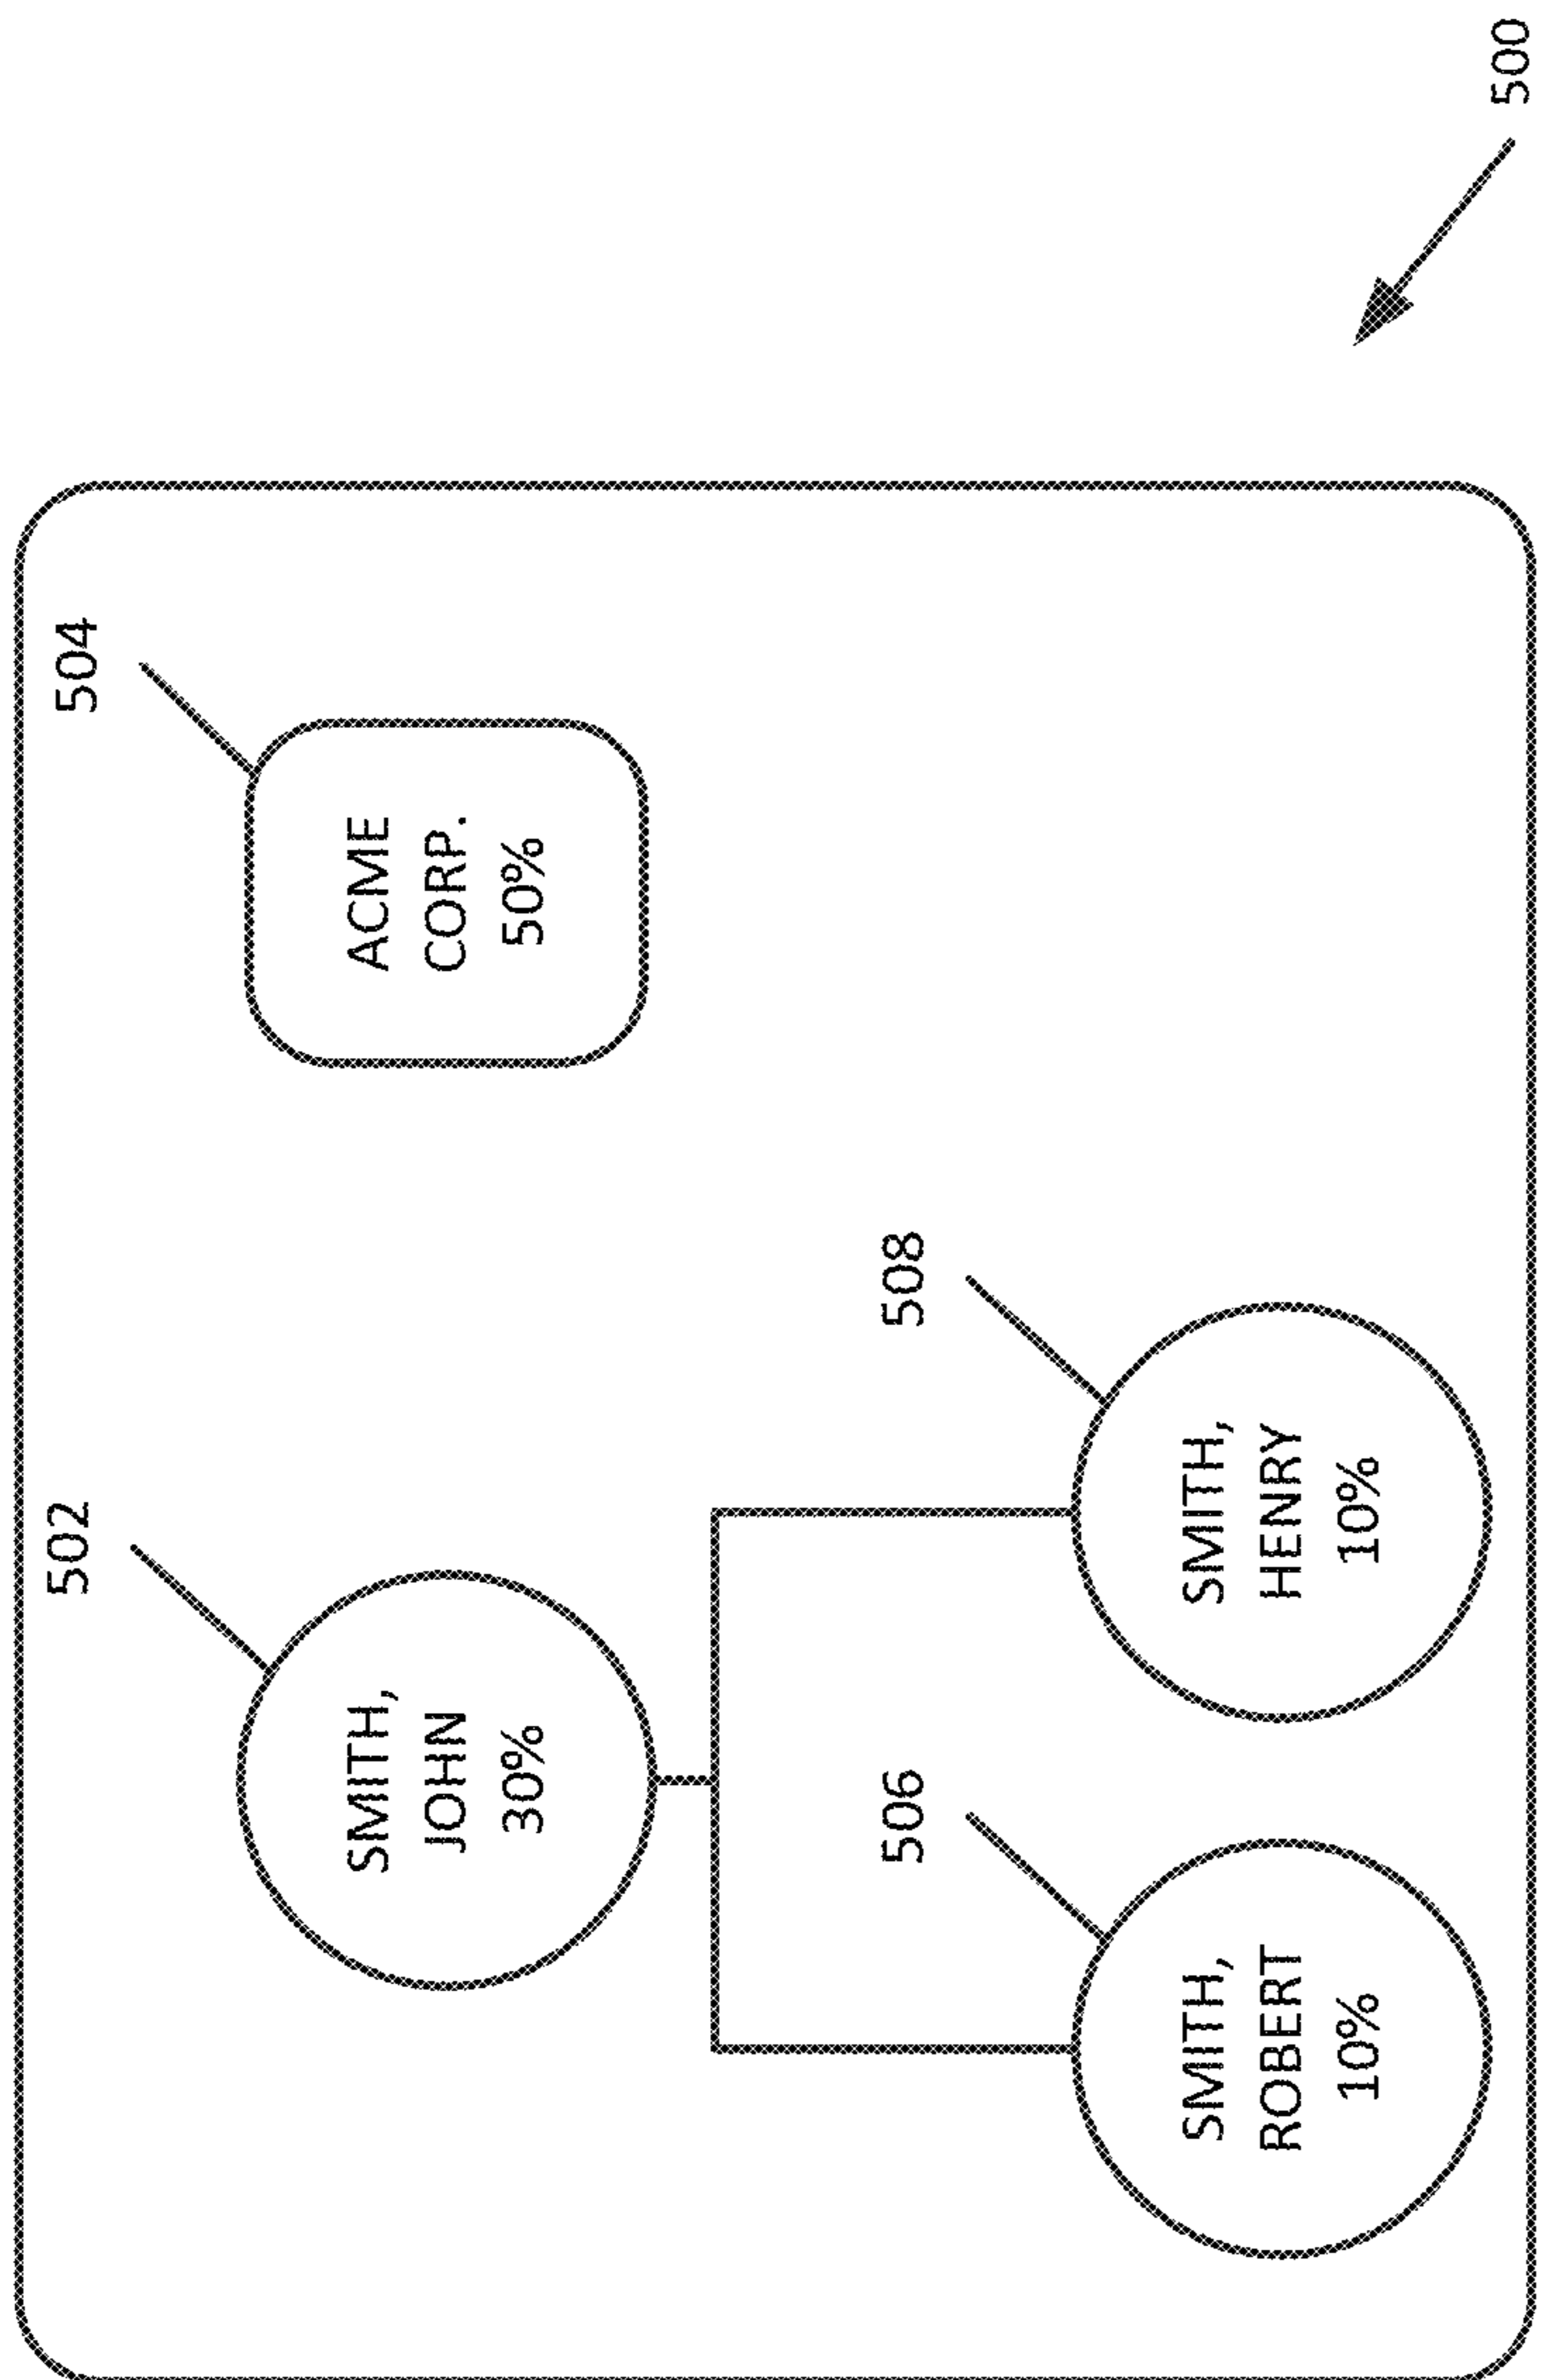 500
502
SMITH,
JOHN
30%
504
ACME
CORP.
50%
506
SMITH,
ROBERT
10%
508
SMITH,
HENRY
10%